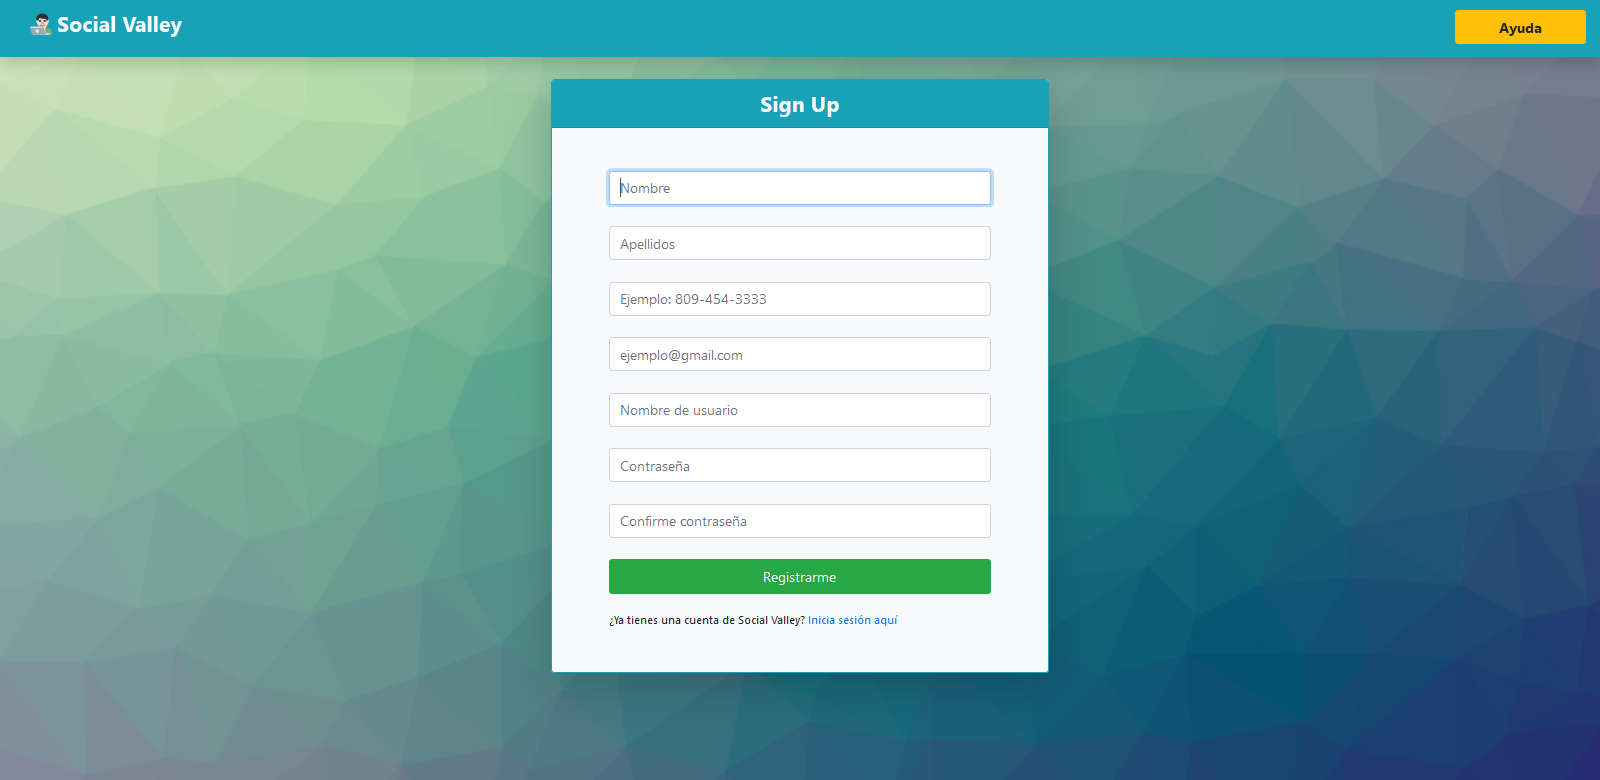 Social Valley
Ayuda
Sign Up
Nombre
Apellidos
Ejemplo: 809-454-3333
ejemplo@gmail.com
Nombre de usuario
Contraseña
Confirme contraseña
Registrarme
¿Ya tienes una cuenta de Social Valley? Inicia sesión aquí